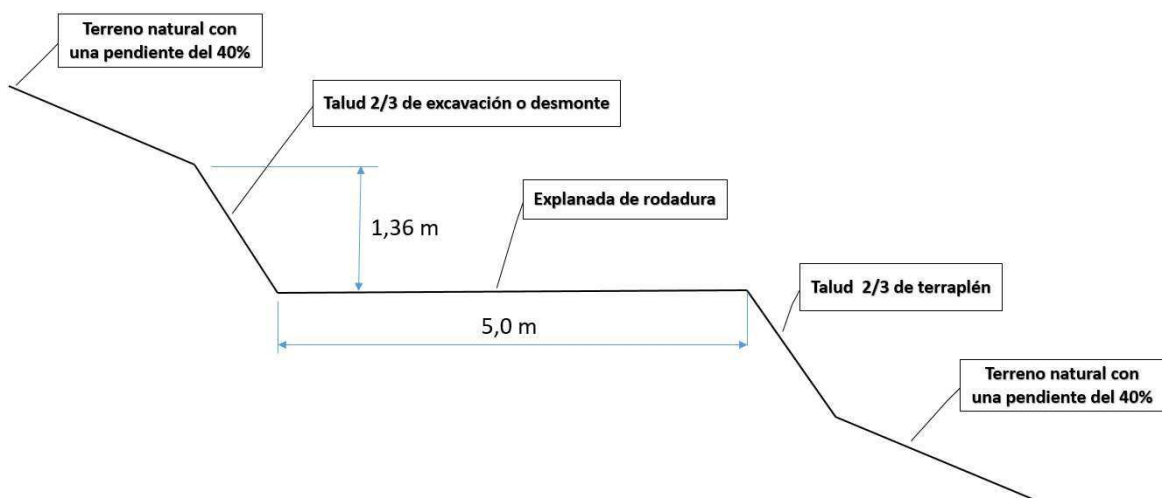 Terreno natural con
una pendiente del 40%
Talud 2/3 de excavación o desmonte
Explanada de rodadura
1,36 m
Talud  2/3 de terraplén
5,0 m
Terreno natural con
una pendiente del 40%